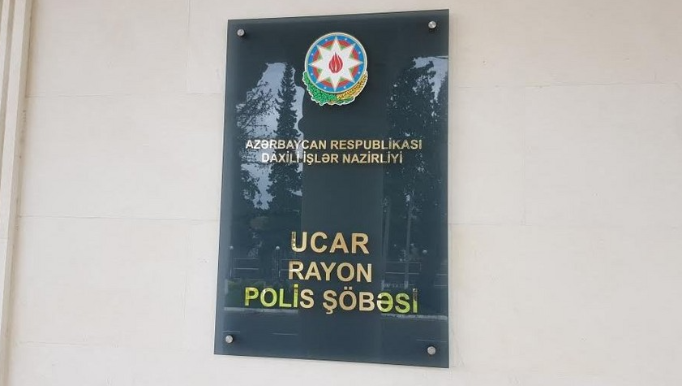 AZƏRBAYCAN RESPUBLİKASI
DAXİLİ İŞLƏR NAZİRLİYİ
UCAR
RAYON
POLİS ŞÖBƏSİ